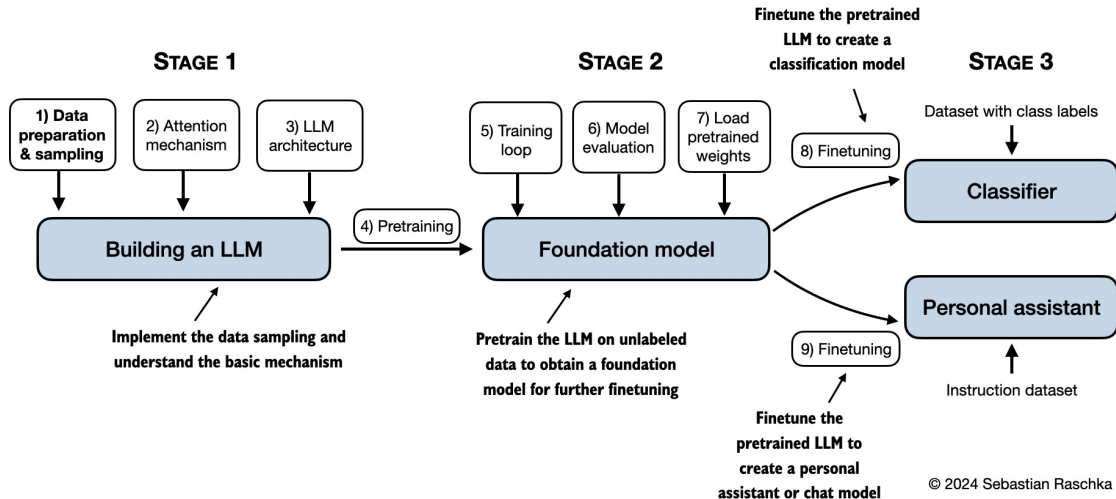 Finetune the pretrained
LLM to create a
classification model
STAGE 1
STAGE 2
STAGE 3
1) Data
preparation
& sampling
2) Attention
mechanism
3) LLM
architecture
5) Training
loop
6) Model
evaluation
7) Load
pretrained
weights
8) Finetuning
Dataset with class labels
Classifier
4) Pretraining
Building an LLM
Foundation model
Personal assistant
Implement the data sampling and
understand the basic mechanism
Pretrain the LLM on unlabeled
data to obtain a foundation
model for further finetuning
9) Finetuning
Instruction dataset
Finetune the
pretrained LLM to
create a personal
assistant or chat model
© 2024 Sebastian Raschka